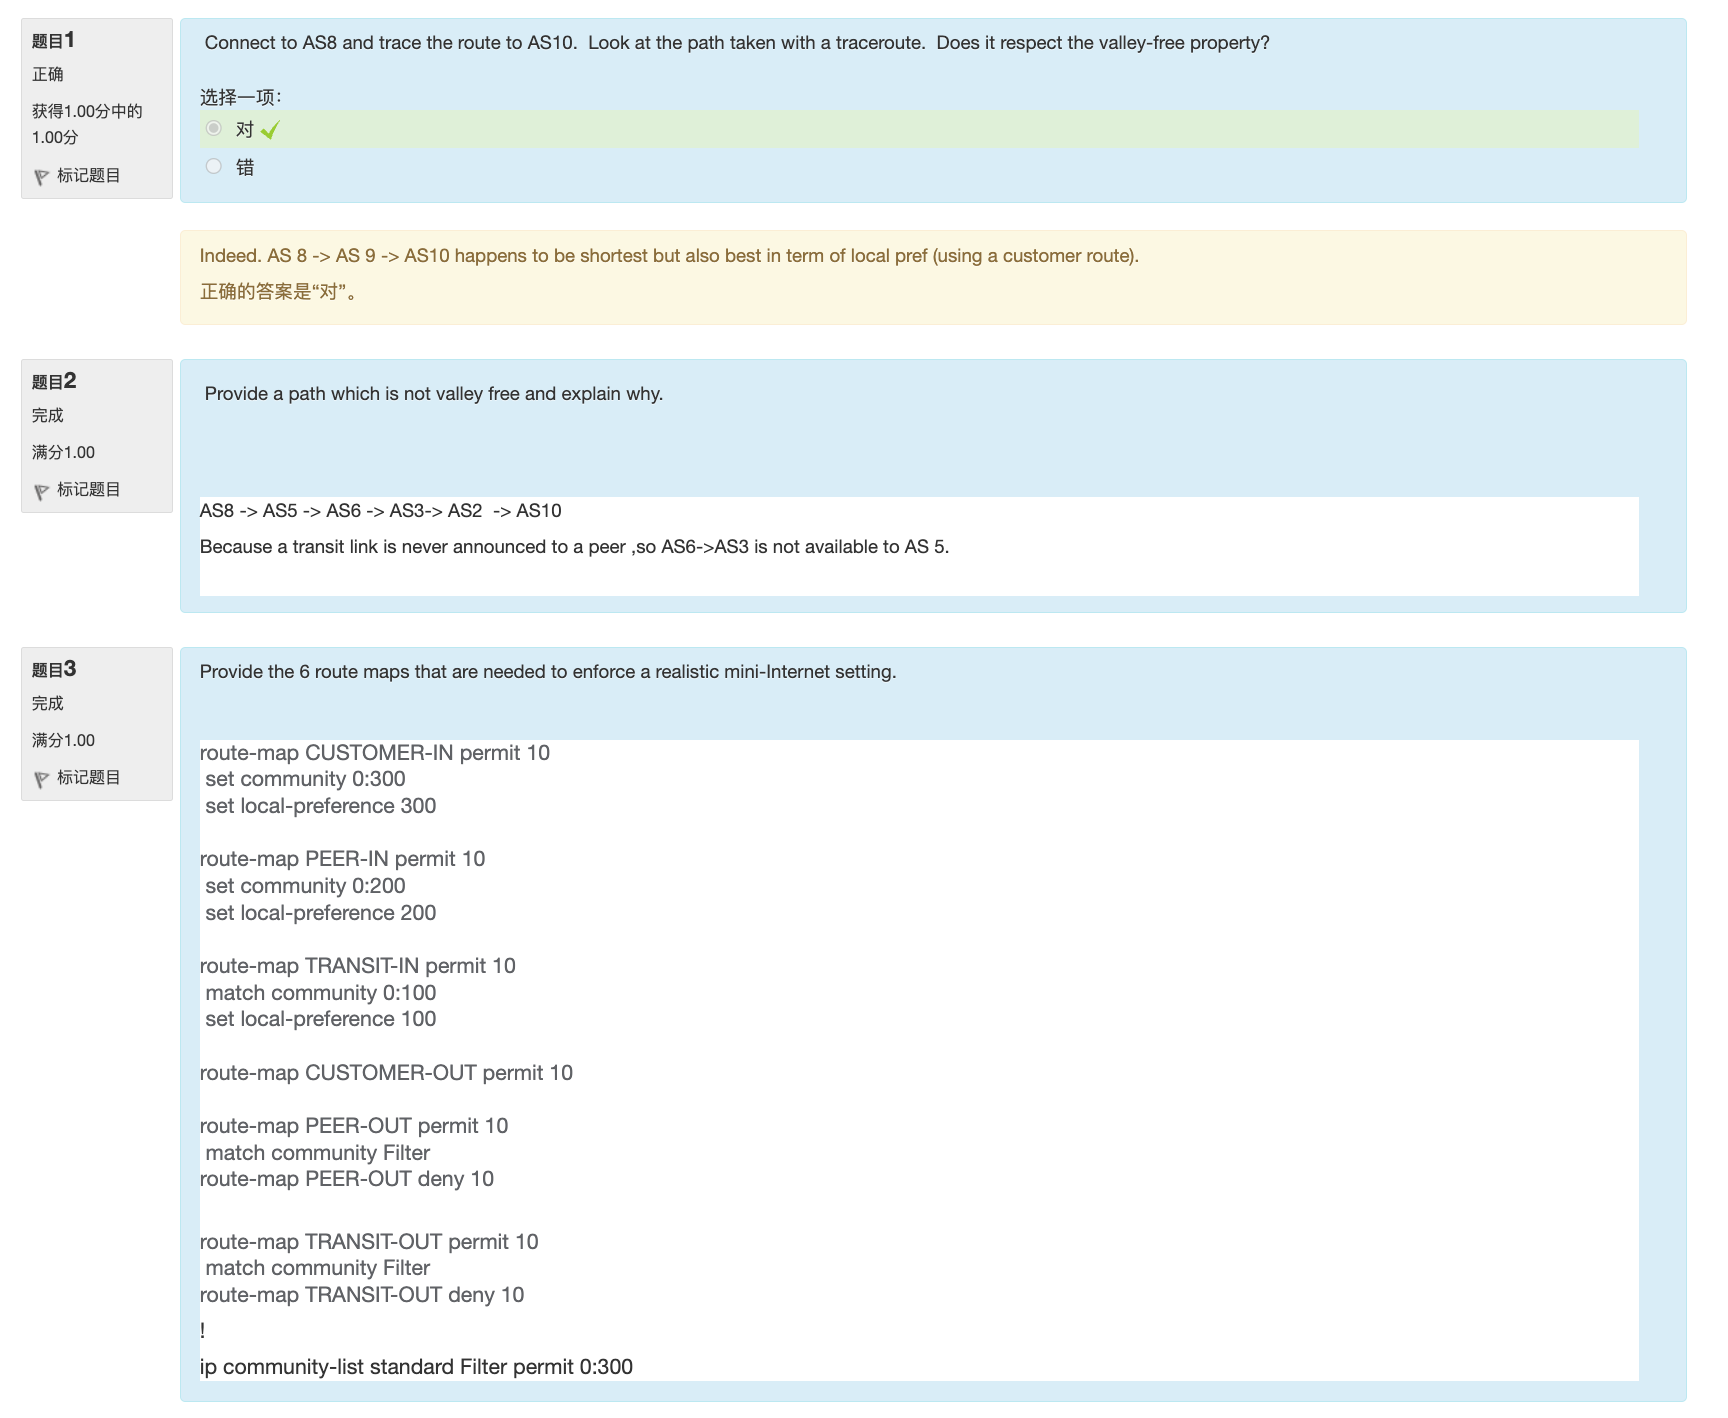 题目1
正确
获得1.00分中的
1.00分
标记题目
Connect to AS8 and trace the route to AS10.  Look at the path taken with a traceroute.  Does it respect the valley-free property?
选择一项：
对
错
Indeed. AS 8 -> AS 9 -> AS10 happens to be shortest but also best in term of local pref (using a customer route).
正确的答案是“对”。
题目2
完成
满分1.00
标记题目
Provide a path which is not valley free and explain why.
AS8 -> AS5 -> AS6 -> AS3-> AS2  -> AS10
Because a transit link is never announced to a peer ,so AS6->AS3 is not available to AS 5.
题目3
完成
满分1.00
标记题目
Provide the 6 route maps that are needed to enforce a realistic mini-Internet setting.
route-map CUSTOMER-IN permit 10
set community 0:300
set local-preference 300
route-map PEER-IN permit 10
set community 0:200
set local-preference 200
route-map TRANSIT-IN permit 10
match community 0:100
set local-preference 100
route-map CUSTOMER-OUT permit 10
route-map PEER-OUT permit 10
match community Filter
route-map PEER-OUT deny 10
route-map TRANSIT-OUT permit 10
match community Filter
route-map TRANSIT-OUT deny 10
!
ip community-list standard Filter permit 0:300